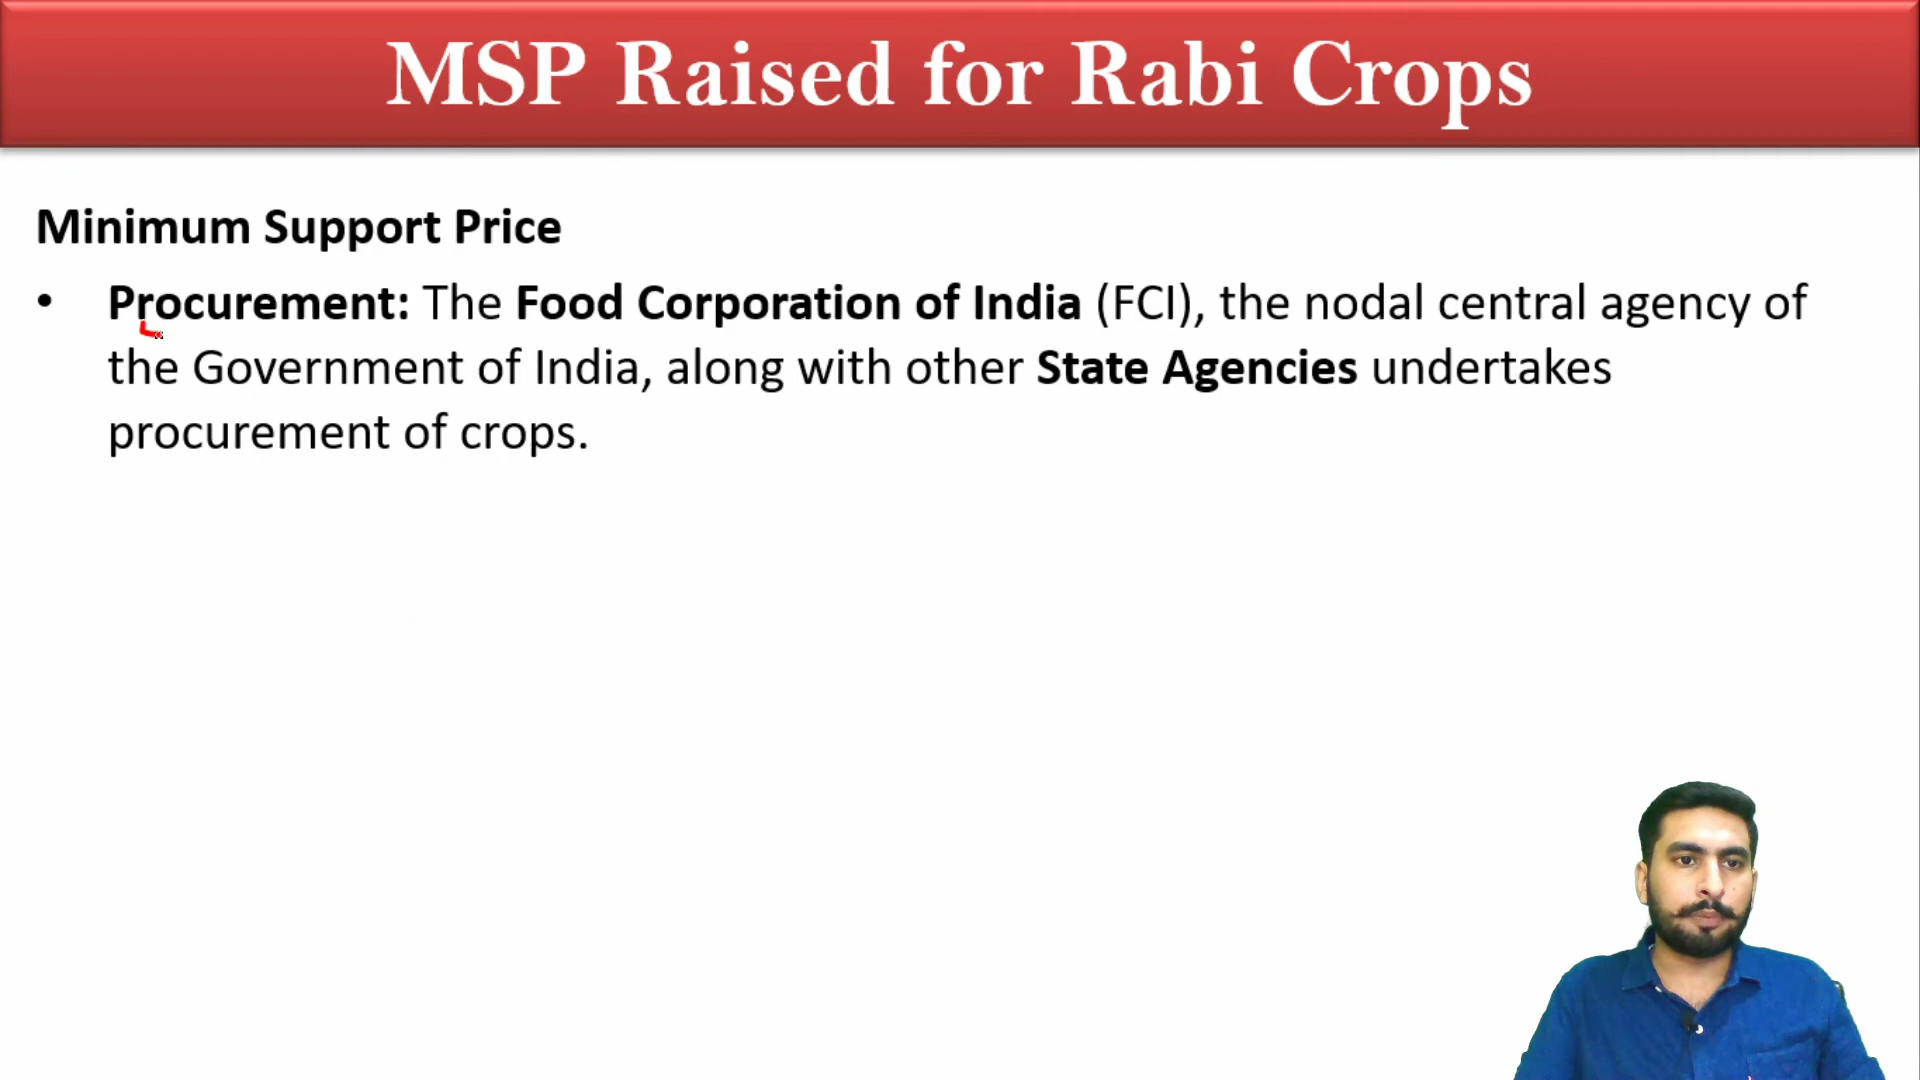 MSP Raised for Rabi Crops
Minimum Support Price
• Procurement: The Food Corporation of India (FCI), the nodal central agency of
the Government of India, along with other State Agencies undertakes
procurement of crops.